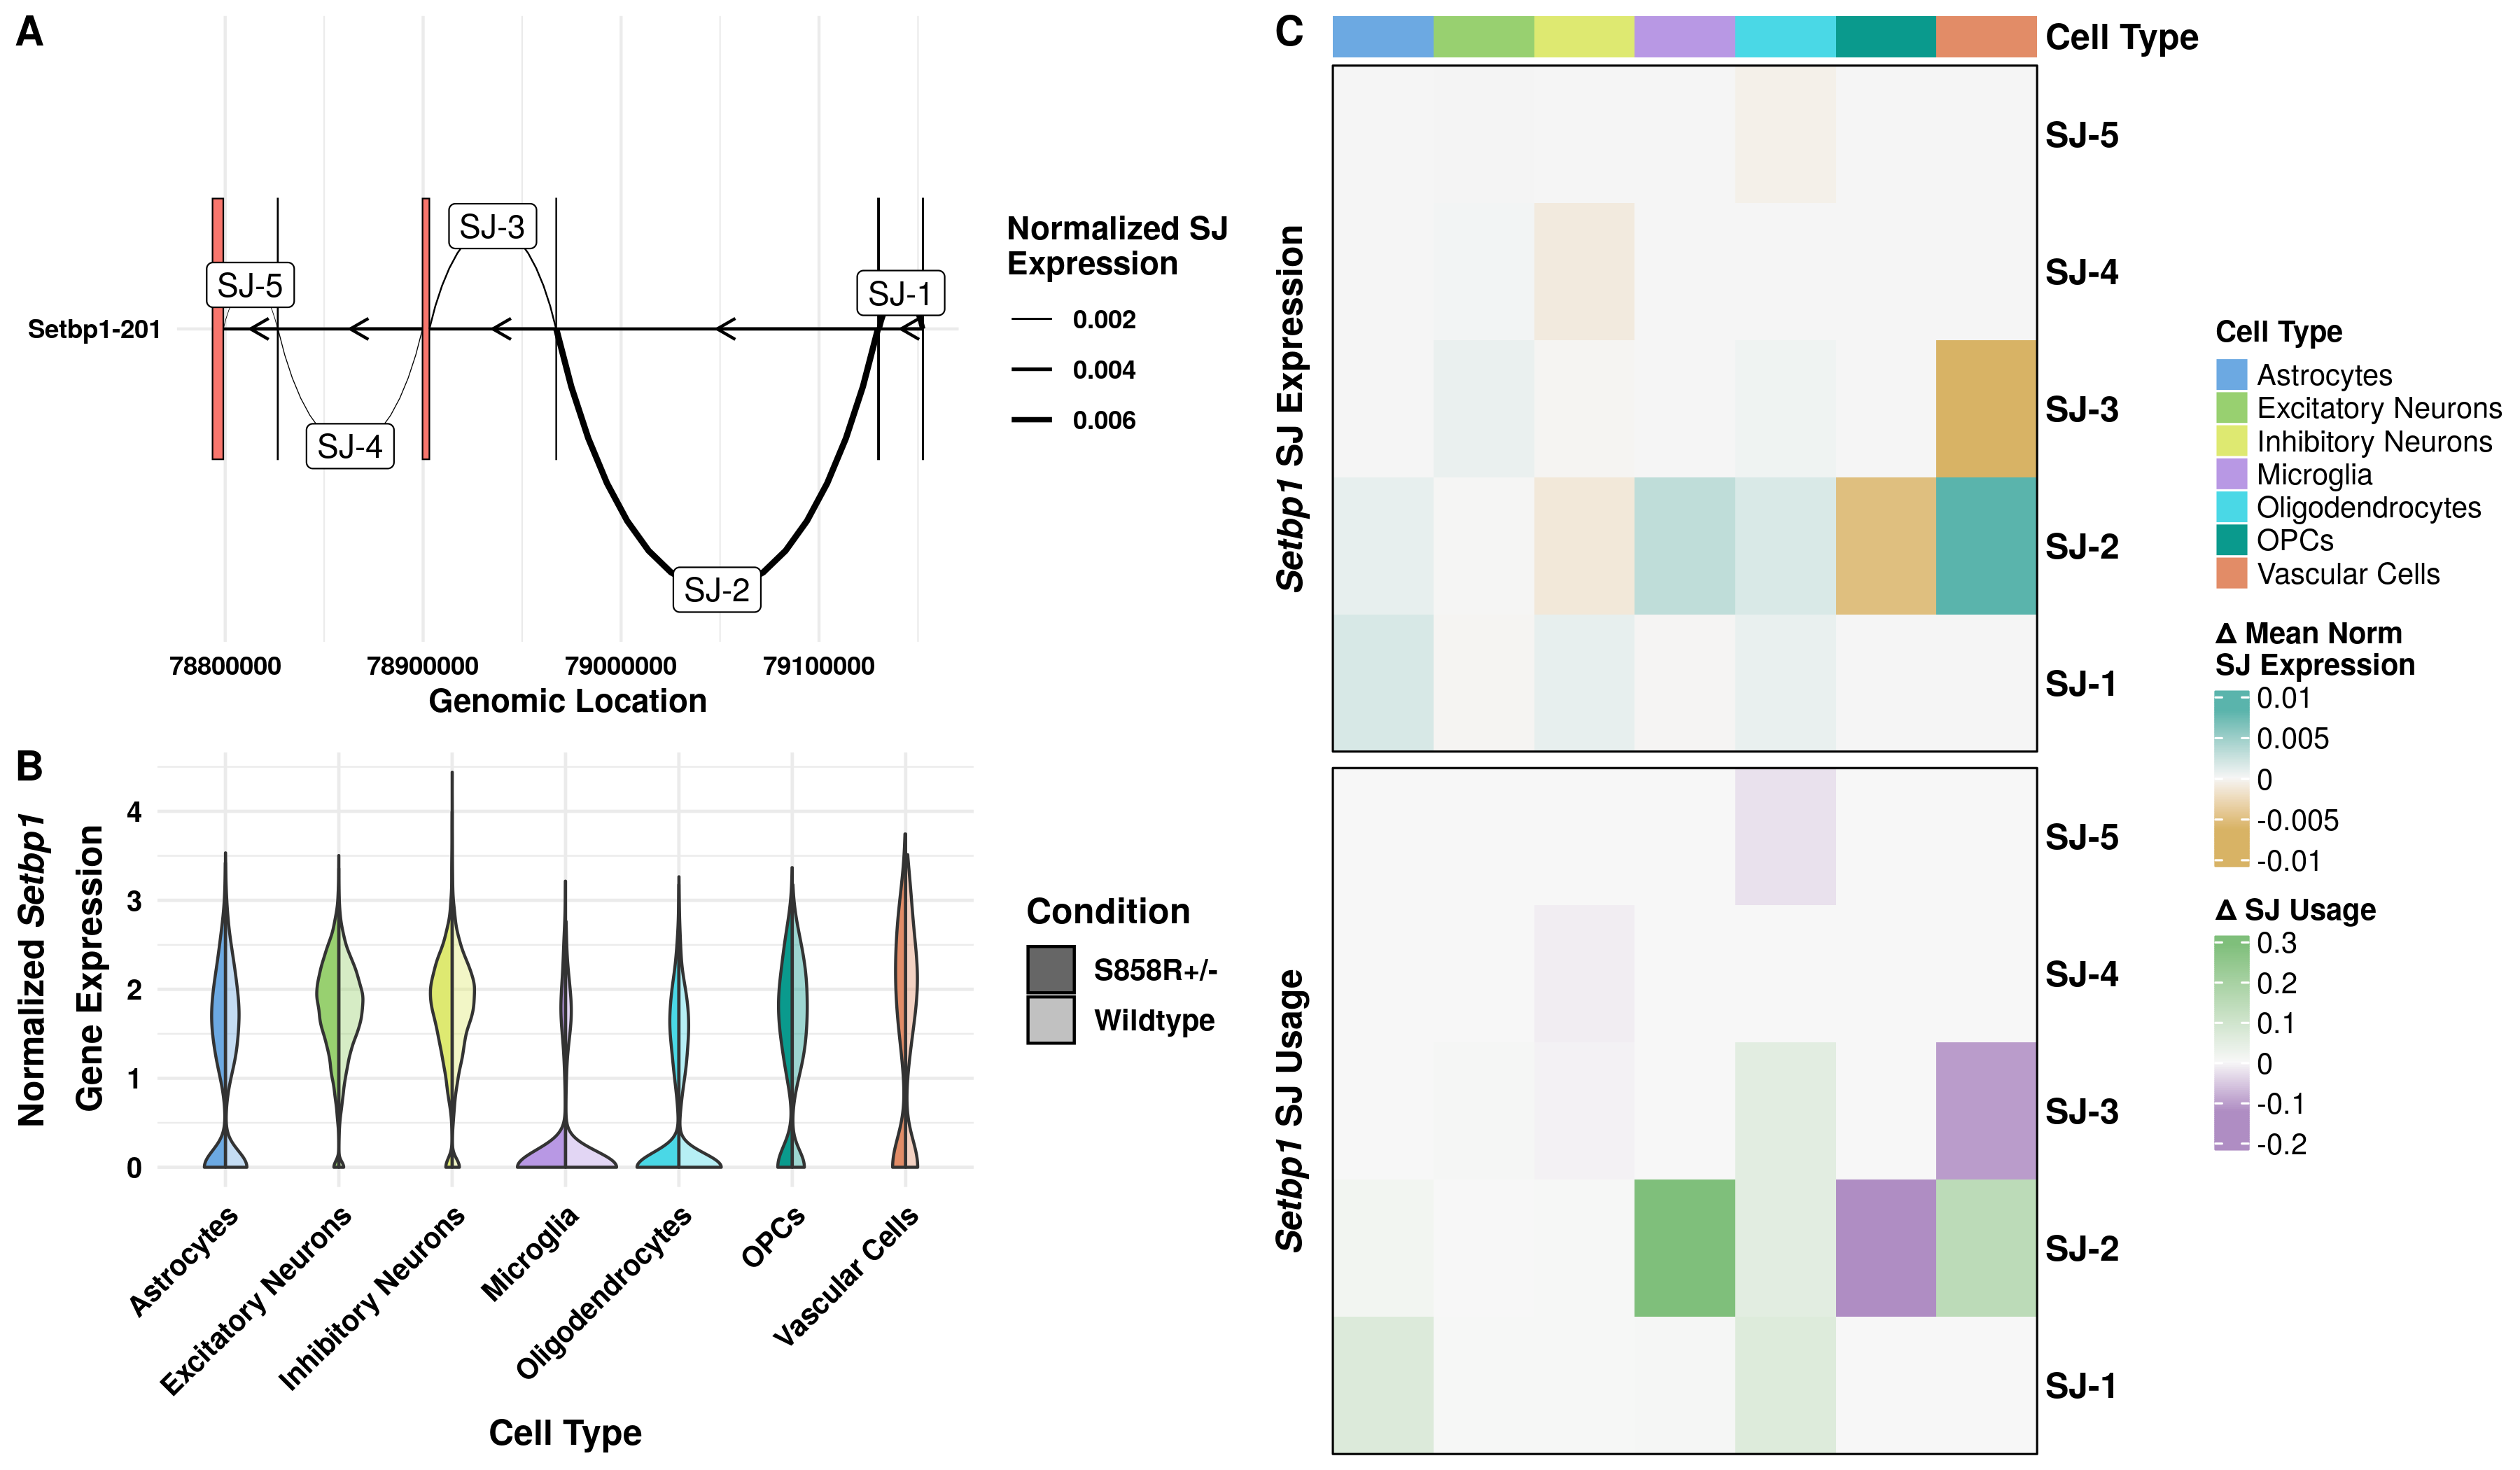 A
SJ-3
SJ-5
SJ-1
Setbp1-201
SJ-4
SJ-2
78800000
78900000
79000000
79100000
Genomic Location
Normalized SJ
Expression
0.002
0.004
0.006
B
Normalized Setbp1
Gene Expression
4
3
2
1
0
Astrocytes
Excitatory Neurons
Inhibitory Neurons
Microglia
Oligodendrocytes
OPCs
Vascular Cells
Cell Type
Condition
S858R+/-
Wildtype
C
Cell Type
Setbp1 SJ Expression
SJ-5
SJ-4
SJ-3
SJ-2
SJ-1
Setbp1 SJ Usage
SJ-5
SJ-4
SJ-3
SJ-2
SJ-1
Cell Type
Astrocytes
Excitatory Neurons
Inhibitory Neurons
Microglia
Oligodendrocytes
OPCs
Vascular Cells
Δ Mean Norm
SJ Expression
0.01
0.005
0
-0.005
-0.01
Δ SJ Usage
0.3
0.2
0.1
0
-0.1
-0.2